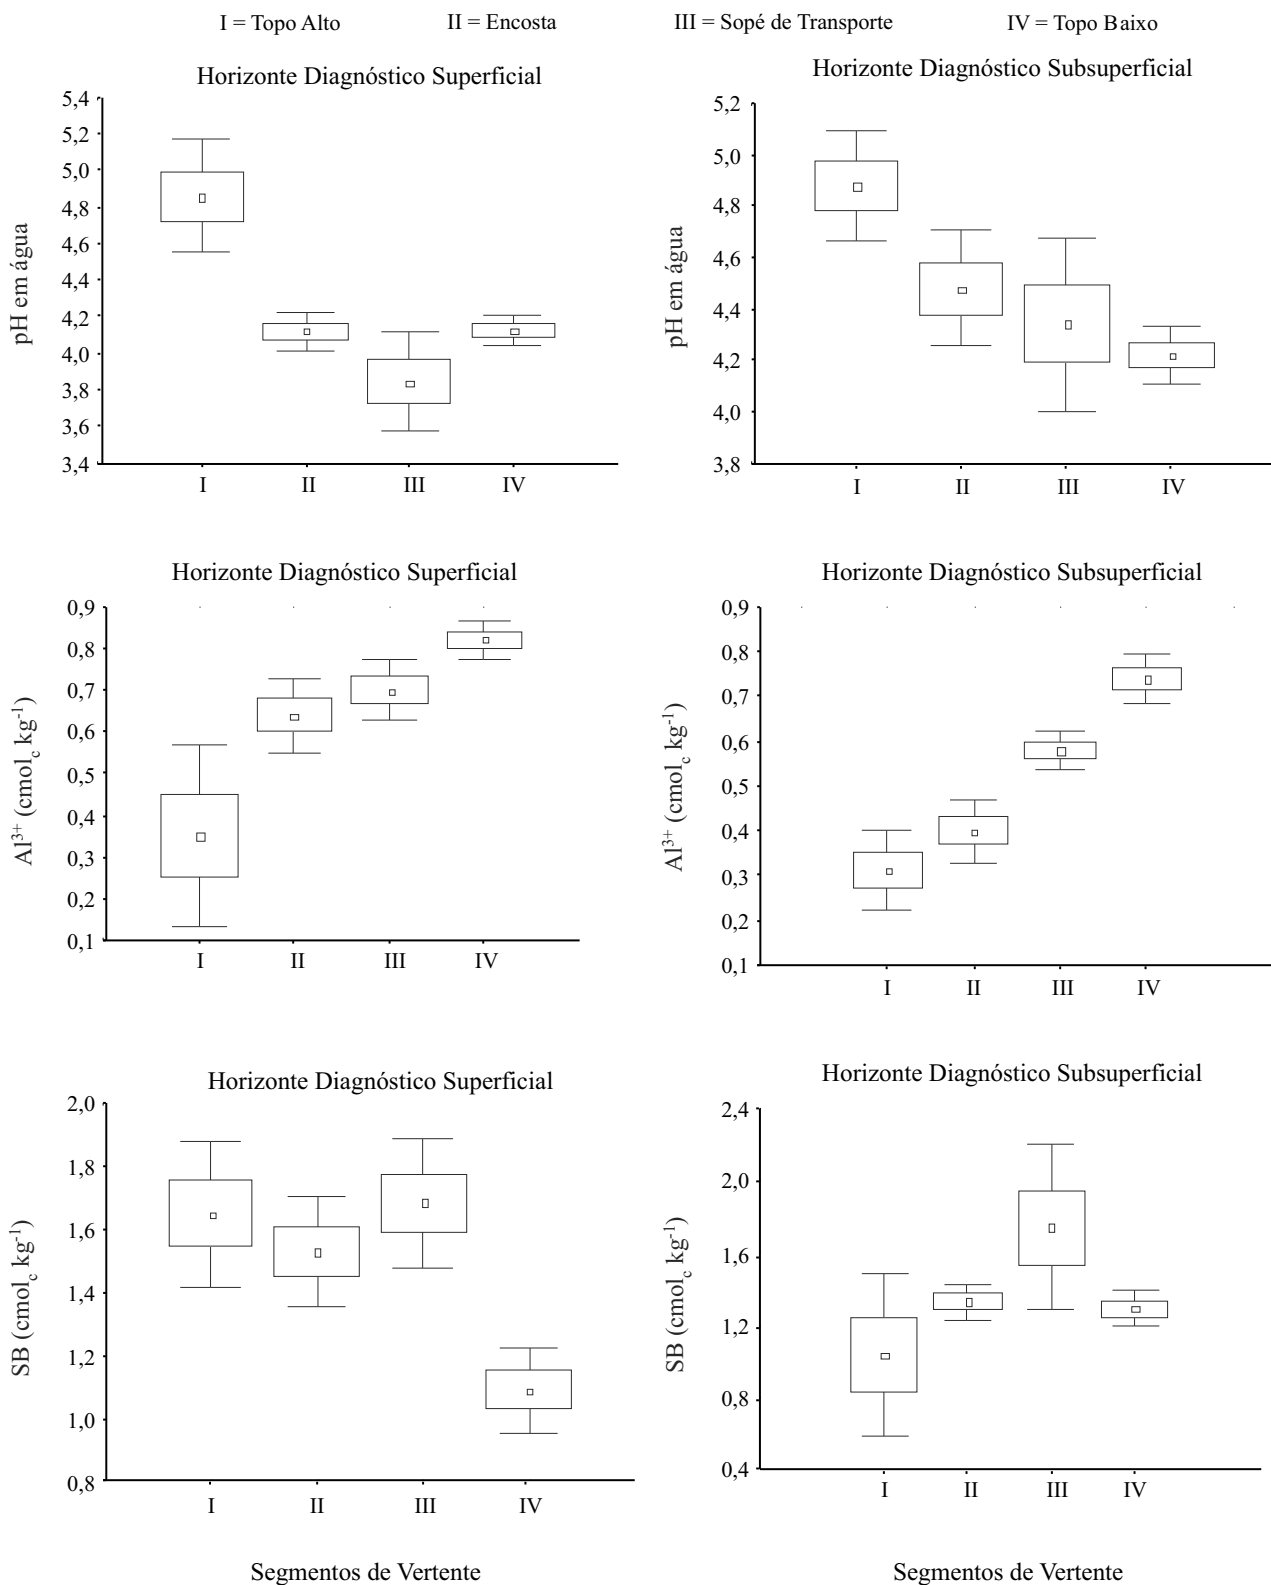 I = Topo Alto II = Encosta III = Sopé de Transporte IV = Topo Baixo
Horizonte Diagnóstico Superficial
pH em água
5,4
5,2
5,0
4,8
4,6
4,4
4,2
4,0
3,8
3,6
3,4
I II III IV
Horizonte Diagnóstico Subsuperficial
pH em água
5,2
5,0
4,8
4,6
4,4
4,2
4,0
3,8
I II III IV
Horizonte Diagnóstico Superficial
Al³⁺ (cmol_c kg⁻¹)
0,9
0,8
0,7
0,6
0,5
0,4
0,3
0,2
0,1
I II III IV
Horizonte Diagnóstico Subsuperficial
Al³⁺ (cmol_c kg⁻¹)
0,9
0,8
0,7
0,6
0,5
0,4
0,3
0,2
0,1
I II III IV
Horizonte Diagnóstico Superficial
SB (cmol_c kg⁻¹)
2,0
1,8
1,6
1,4
1,2
1,0
0,8
I II III IV
Segmentos de Vertente
Horizonte Diagnóstico Subsuperficial
SB (cmol_c kg⁻¹)
2,4
2,0
1,6
1,2
0,8
0,4
I II III IV
Segmentos de Vertente